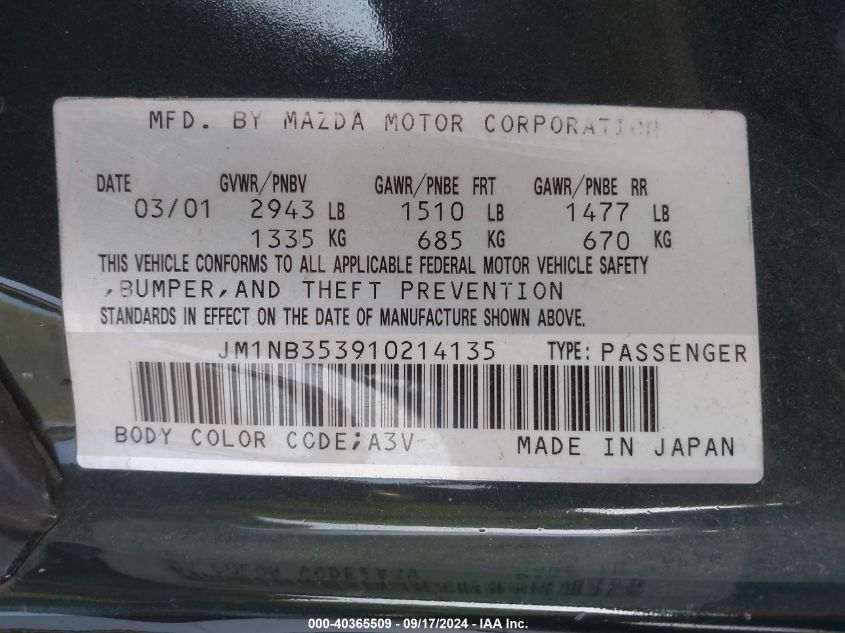 MFD. BY MAZDA MOTOR CORPORATION
DATE GVWR/PNBV GAWR/PNBE FRT GAWR/PNBE RR
03/01 2943 LB 1510 LB 1477 LB
1335 KG 685 KG 670 KG
THIS VEHICLE CONFORMS TO ALL APPLICABLE FEDERAL MOTOR VEHICLE SAFETY
,BUMPER,AND THEFT PREVENTION
STANDARDS IN EFFECT ON THE DATE OF MANUFACTURE SHOWN ABOVE.
JM1NB353910214135 TYPE: PASSENGER
BODY COLOR CODE;A3V MADE IN JAPAN
000-40365509 - 09/17/2024 - IAA Inc.